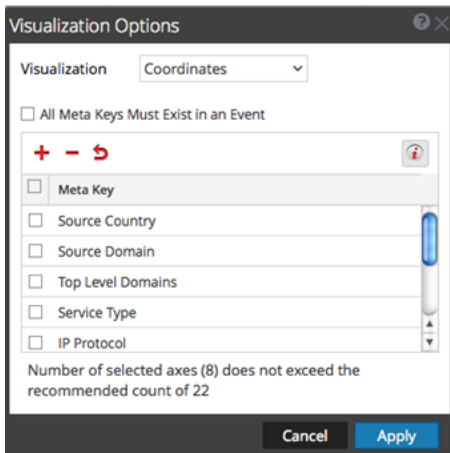 Visualization Options
Visualization Coordinates
All Meta Keys Must Exist in an Event
Meta Key
Source Country
Source Domain
Top Level Domains
Service Type
IP Protocol
Number of selected axes (8) does not exceed the
recommended count of 22
Cancel Apply